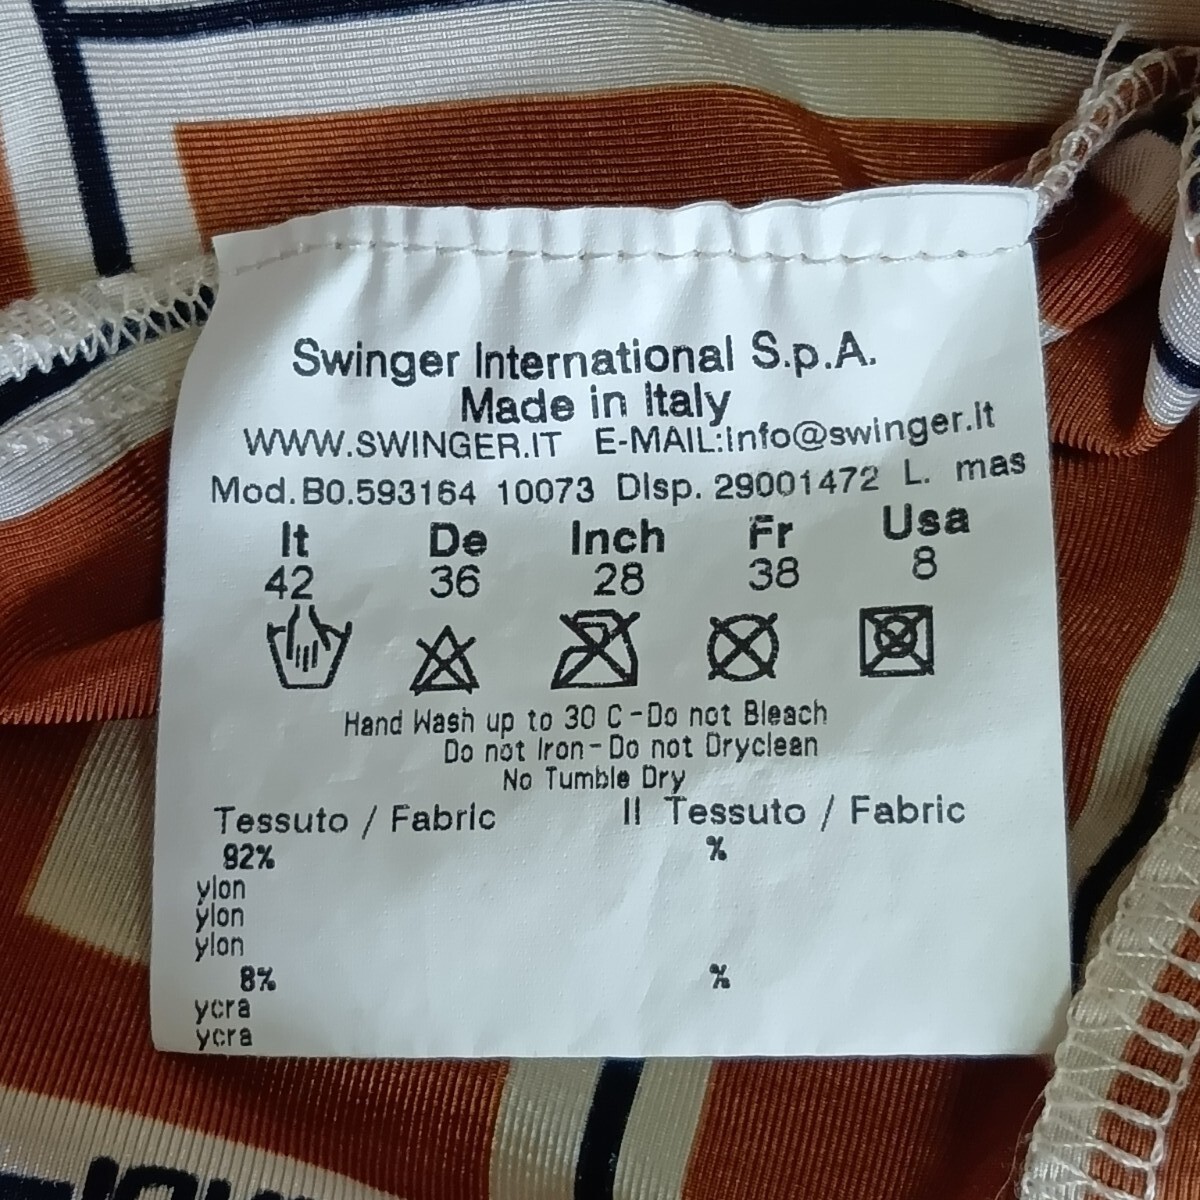 Swinger International S.p.A.
Made in Italy
WWW.SWINGER.IT E-MAIL:info@swinger.it
Mod.B0.593164 10073 Disp. 29001472 L. mas
It De Inch Fr Usa
42 36 28 38 8
Hand Wash up to 30 C-Do not Bleach
Do not Iron-Do not Dryclean
No Tumble Dry
Tessuto / Fabric II Tessuto / Fabric
92% %
ylon
ylon
ylon
8% %
ycra
ycra